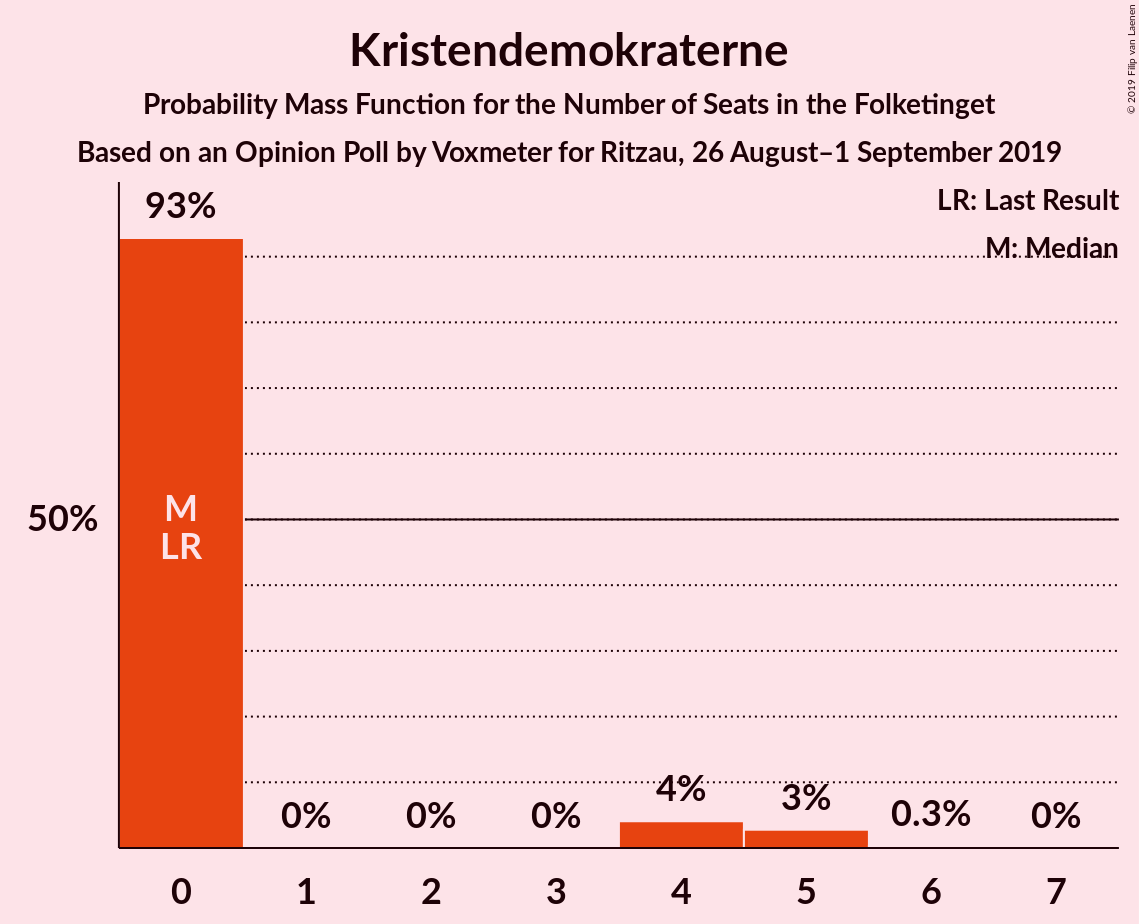 Kristendemokraterne
Probability Mass Function for the Number of Seats in the Folketinget
Based on an Opinion Poll by Voxmeter for Ritzau, 26 August–1 September 2019
© 2019 Filip van Laenen
LR: Last Result
M: Median
93%
50%
M
LR
0%
0%
0%
4%
3%
0.3%
0%
0
1
2
3
4
5
6
7